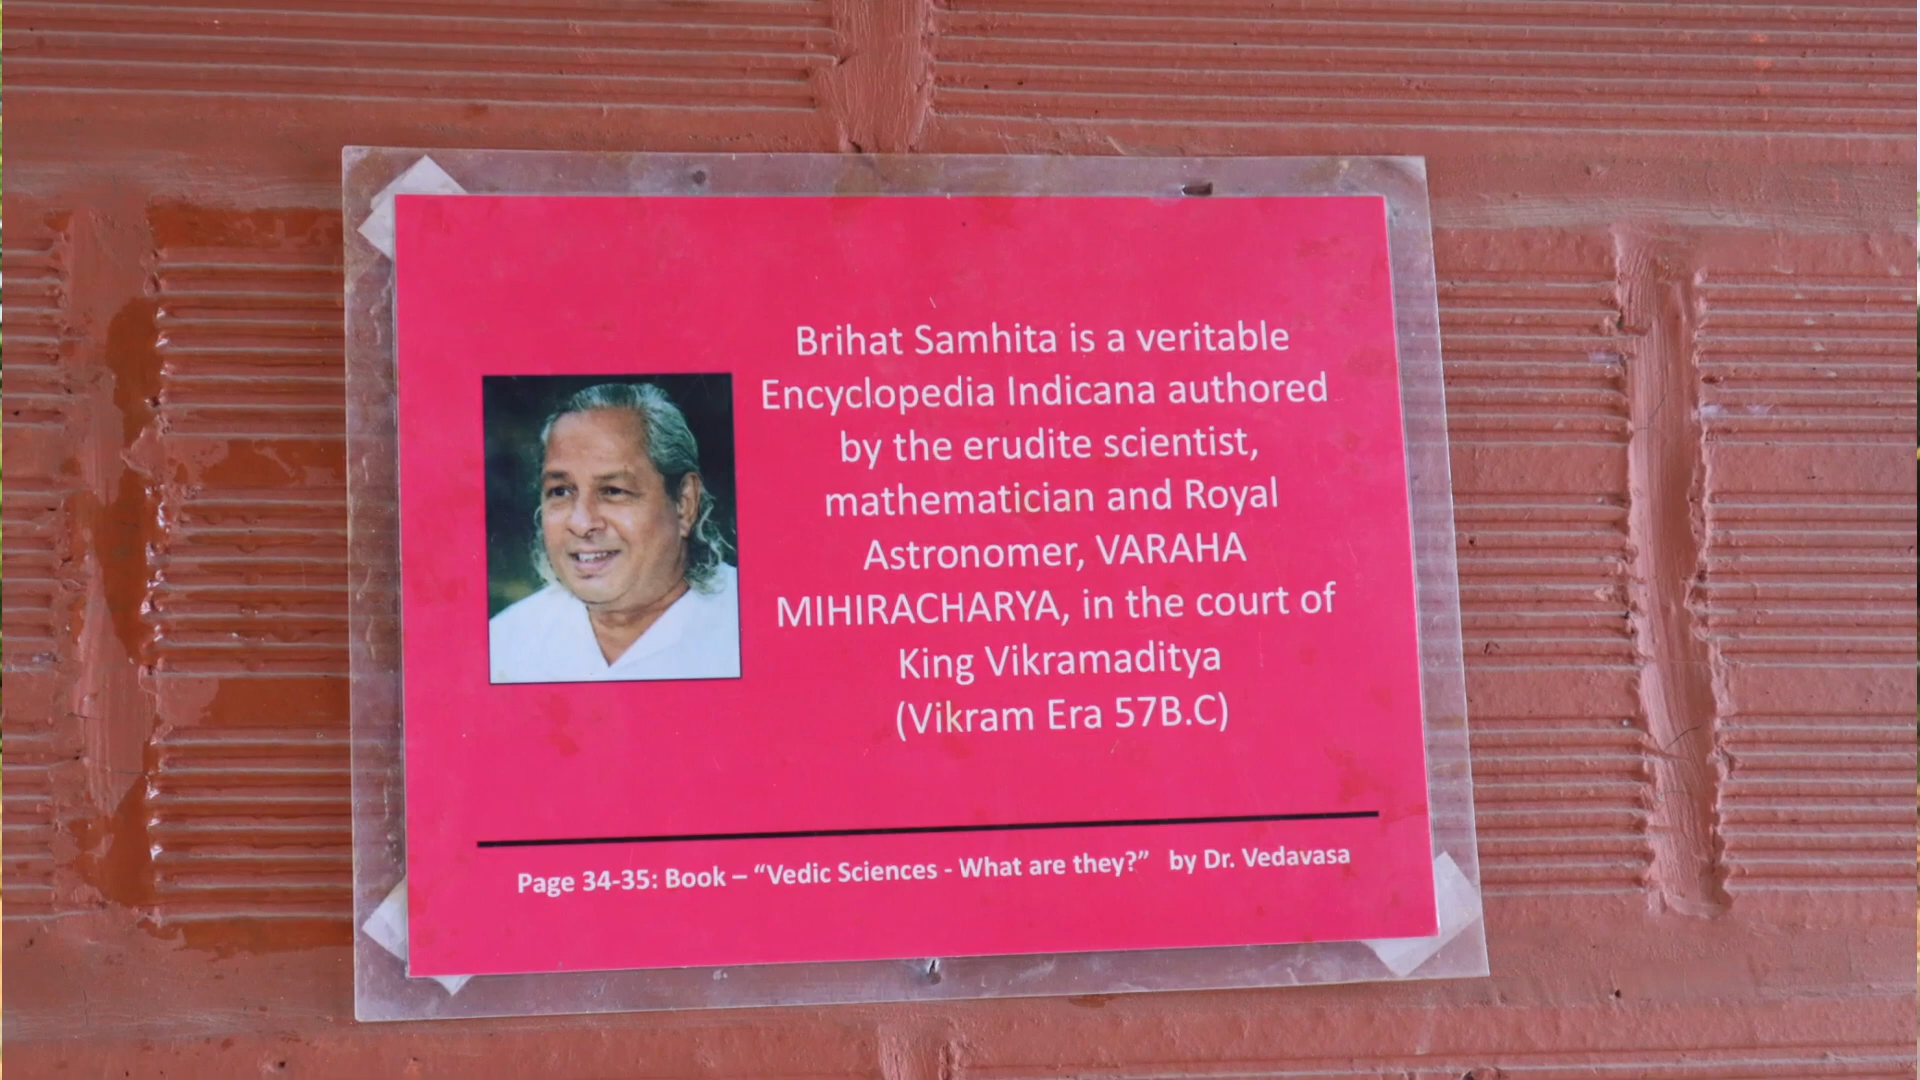 Brihat Samhita is a veritable
Encyclopedia Indicana authored
by the erudite scientist,
mathematician and Royal
Astronomer, VARAHA
MIHIRACHARYA, in the court of
King Vikramaditya
(Vikram Era 57B.C)
Page 34-35: Book – “Vedic Sciences - What are they?” by Dr. Vedavasa